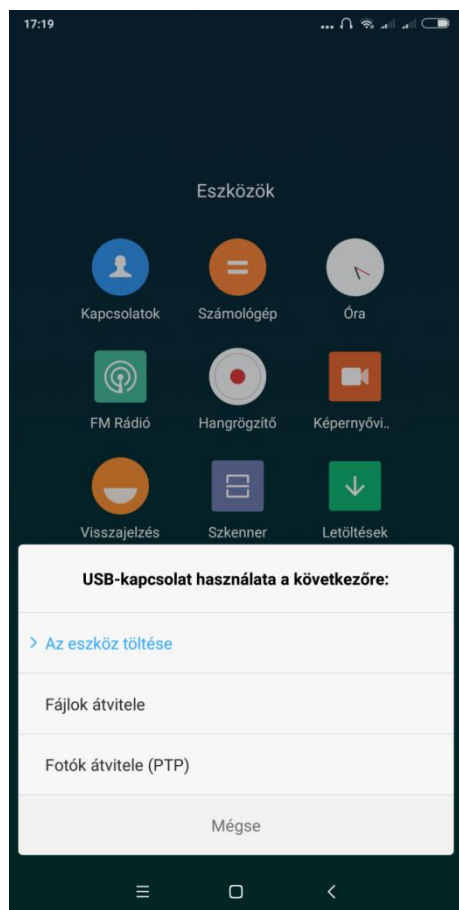 17:19
Eszközök
Kapcsolatok Számológép Óra
FM Rádió Hangrögzítő Képernyővi..
Visszajelzés Szkenner Letöltések
USB-kapcsolat használata a következőre:
Az eszköz töltése
Fájlok átvitele
Fotók átvitele (PTP)
Mégse